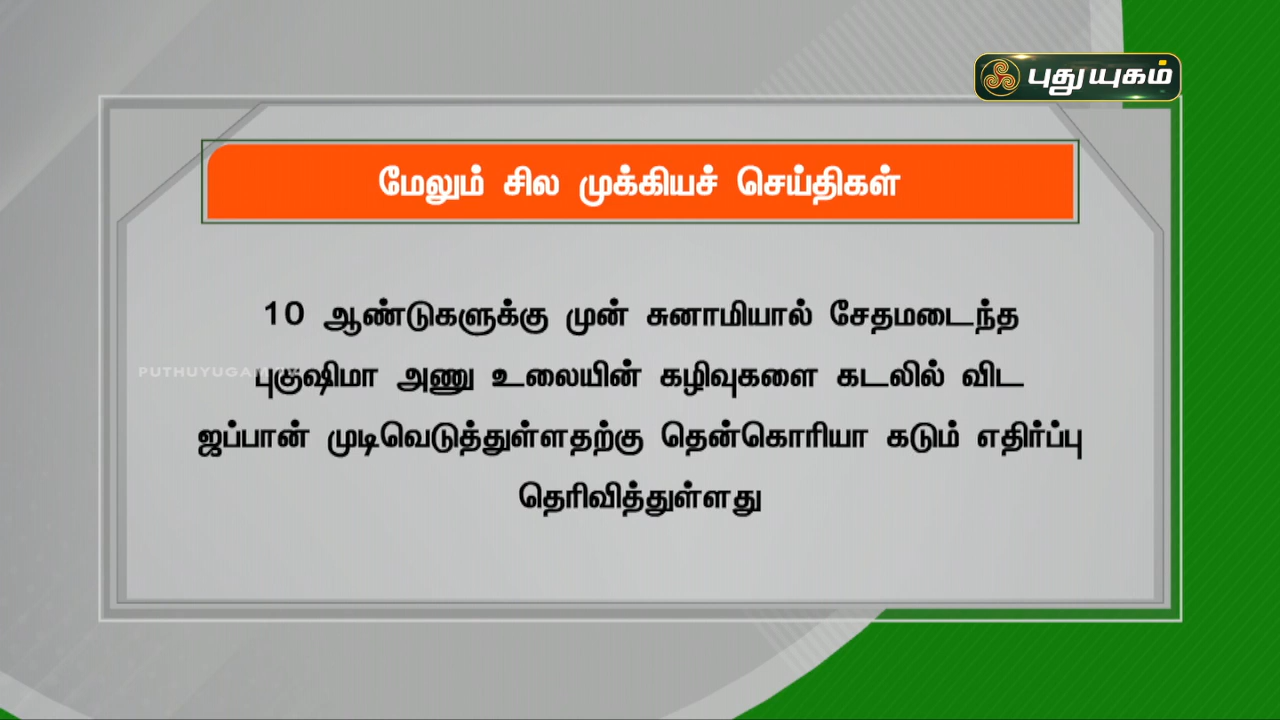 புதுயுகம்
மேலும் சில முக்கியச் செய்திகள்
10 ஆண்டுகளுக்கு முன் சுனாமியால் சேதமடைந்த
புகுஷிமா அணு உலையின் கழிவுகளை கடலில் விட
ஜப்பான் முடிவெடுத்துள்ளதற்கு தென்கொரியா கடும் எதிர்ப்பு
தெரிவித்துள்ளது